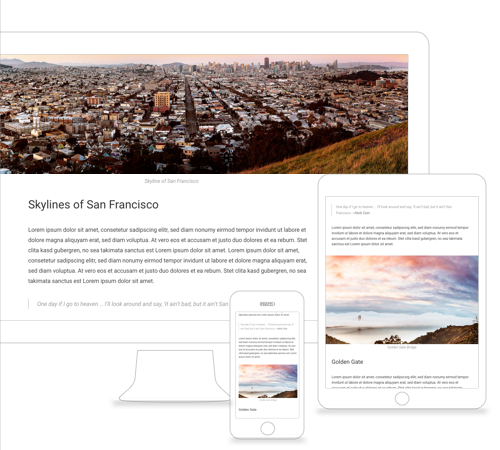 Skyline of San Francisco
Skylines of San Francisco
Lorem ipsum dolor sit amet, consetetur sadipscing elitr, sed diam nonumy eirmod tempor invidunt ut labore et
dolore magna aliquyam erat, sed diam voluptua. At vero eos et accusam et justo duo dolores et ea rebum. Stet
clita kasd gubergren, no sea takimata sanctus est Lorem ipsum dolor sit amet. Lorem ipsum dolor sit amet,
consetetur sadipscing elitr, sed diam nonumy eirmod tempor invidunt ut labore et dolore magna aliquyam
erat, sed diam voluptua. At vero eos et accusam et justo duo dolores et ea rebum. Stet clita kasd gubergren, no
sea takimata sanctus est Lorem ipsum dolor sit amet.
One day if I go to heaven ... I'll look around and say, 'It ain't bad, but it ain't San
One day if I go to heaven ... I'll look around and say, 'It ain't bad, but it ain't San
Francisco.
Lorem ipsum dolor sit amet, consetetur sadipscing elitr, sed diam nonumy eirmod tempor
invidunt ut labore et dolore magna aliquyam erat, sed diam voluptua. At vero eos et accusam
et justo duo dolores et ea rebum. Stet clita kasd gubergren, no sea takimata sanctus est Lorem
ipsum dolor sit amet.
Golden Gate
Lorem ipsum dolor sit amet, consetetur sadipscing elitr, sed diam nonumy eirmod tempor
invidunt ut labore et dolore magna aliquyam erat, sed diam voluptua. At vero eos et accusam
Golden Gate